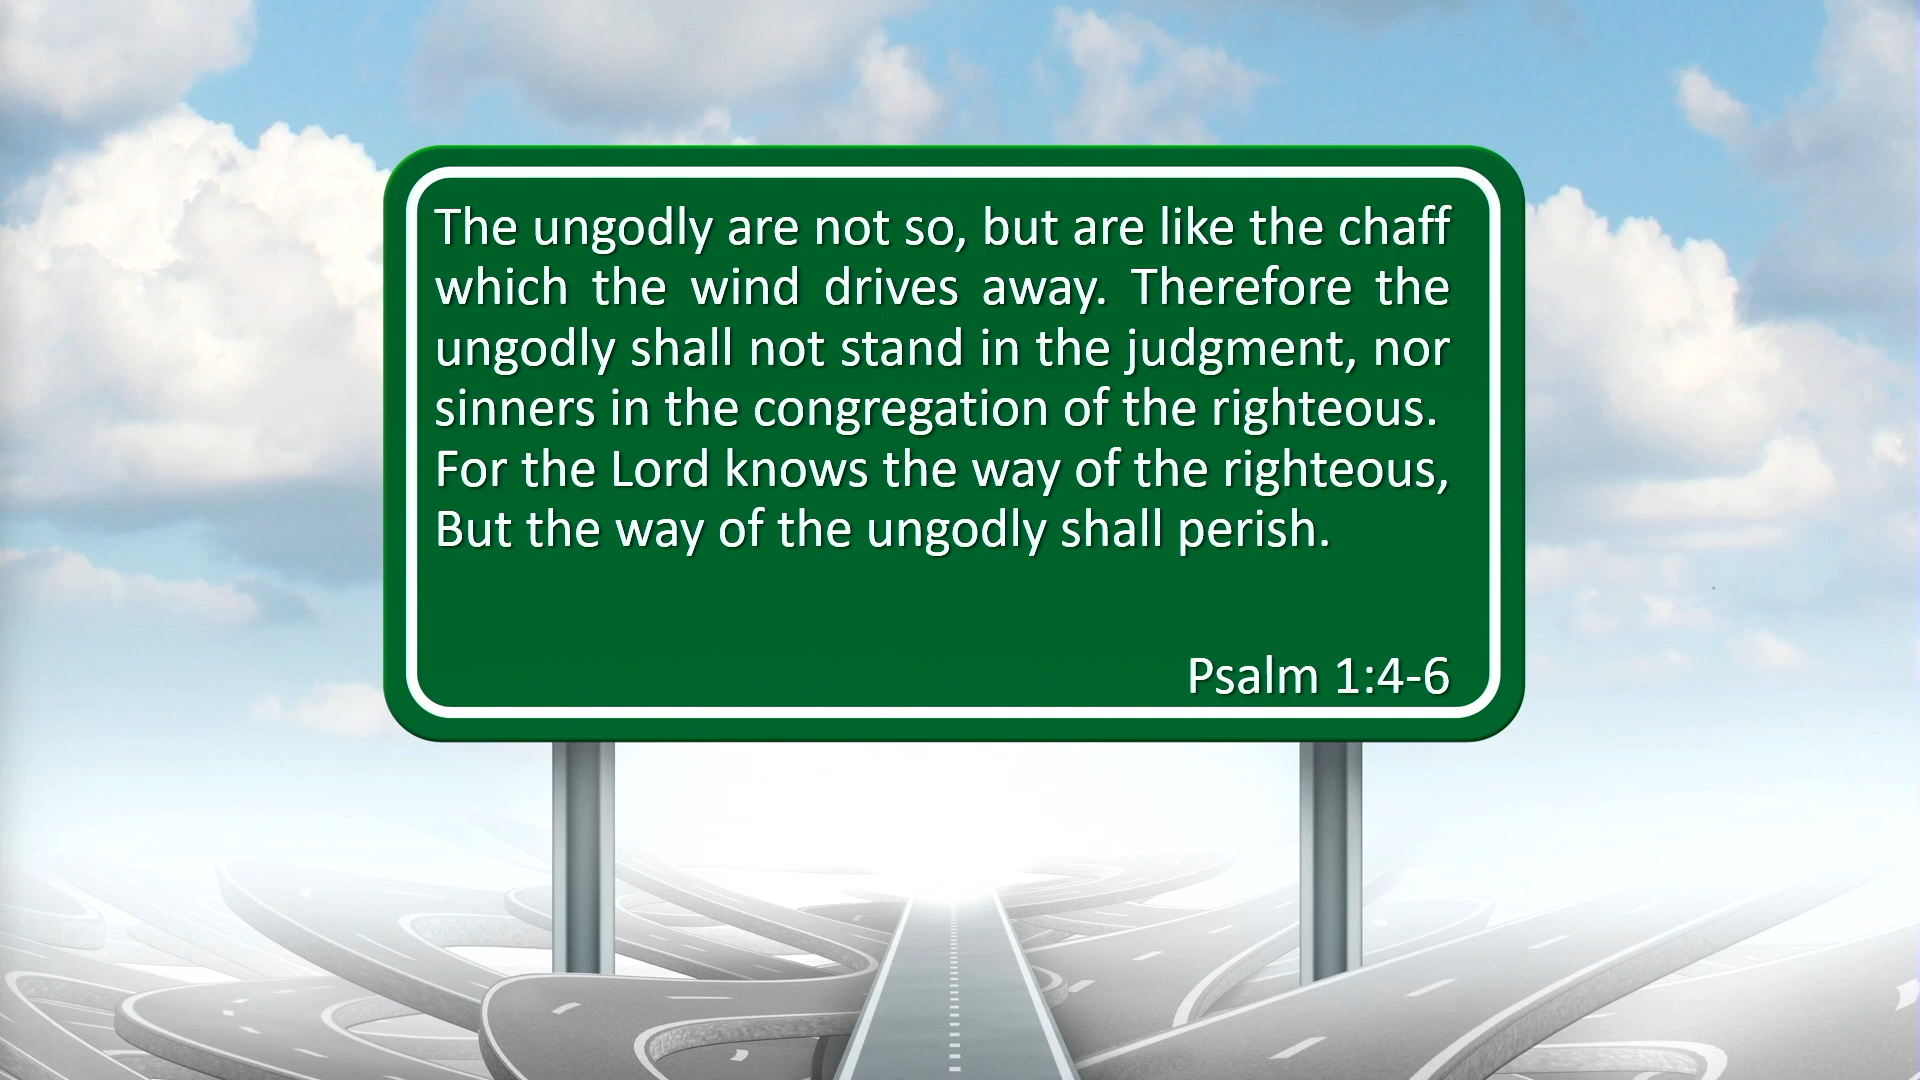 The ungodly are not so, but are like the chaff
which the wind drives away. Therefore the
ungodly shall not stand in the judgment, nor
sinners in the congregation of the righteous.
For the Lord knows the way of the righteous,
But the way of the ungodly shall perish.
Psalm 1:4-6